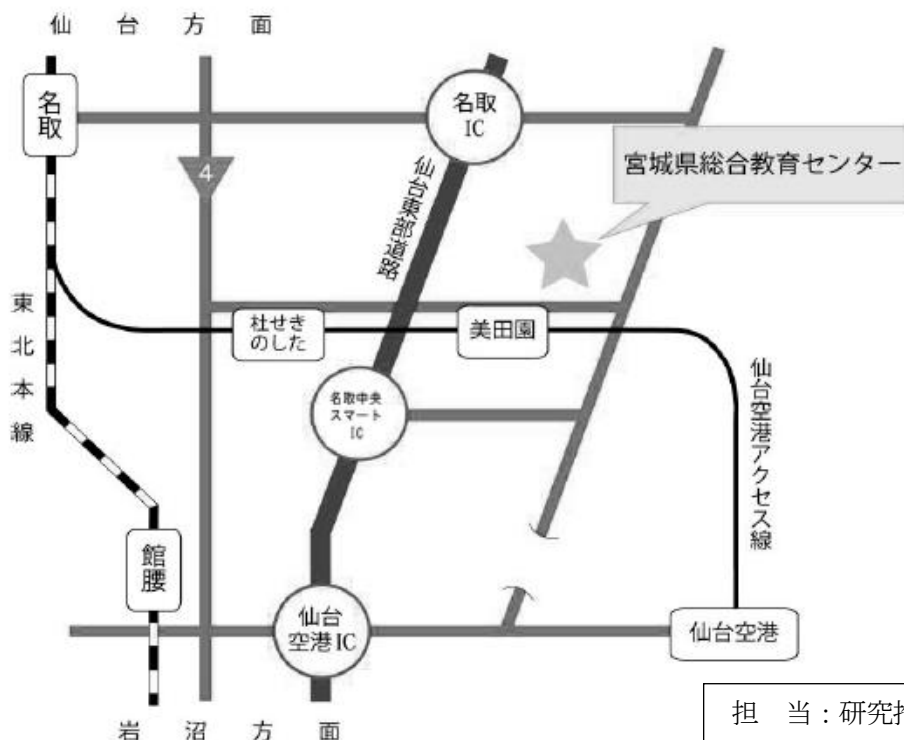 仙台方面
名取
名取
IC
4
仙台東部道路
宮城県総合教育センター
東北本線
杜せき
のした
美田園
名取中央
スマート
IC
仙台空港アクセス線
館腰
仙台
空港IC
仙台空港
岩沼方面
担　当：研究